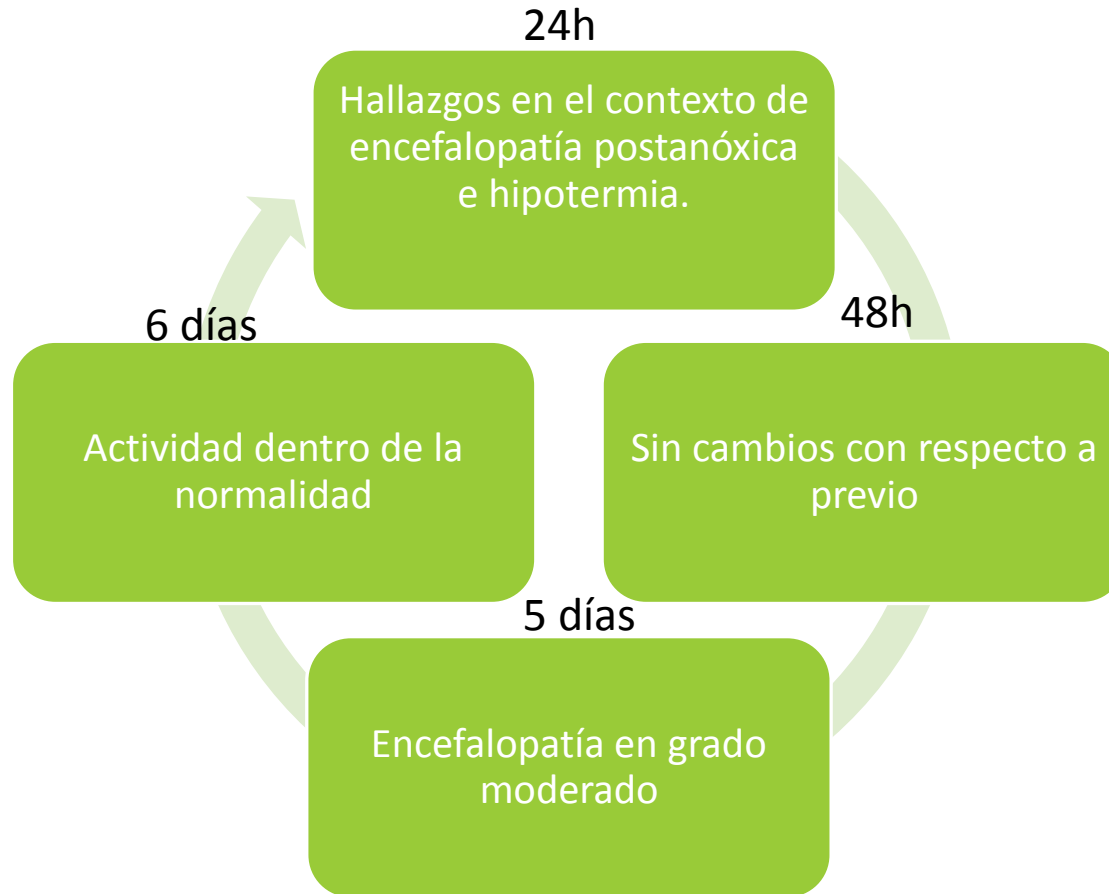 24h
Hallazgos en el contexto de
encefalopatía postanóxica
e hipotermia.
48h
Sin cambios con respecto a
previo
5 días
Encefalopatía en grado
moderado
6 días
Actividad dentro de la
normalidad